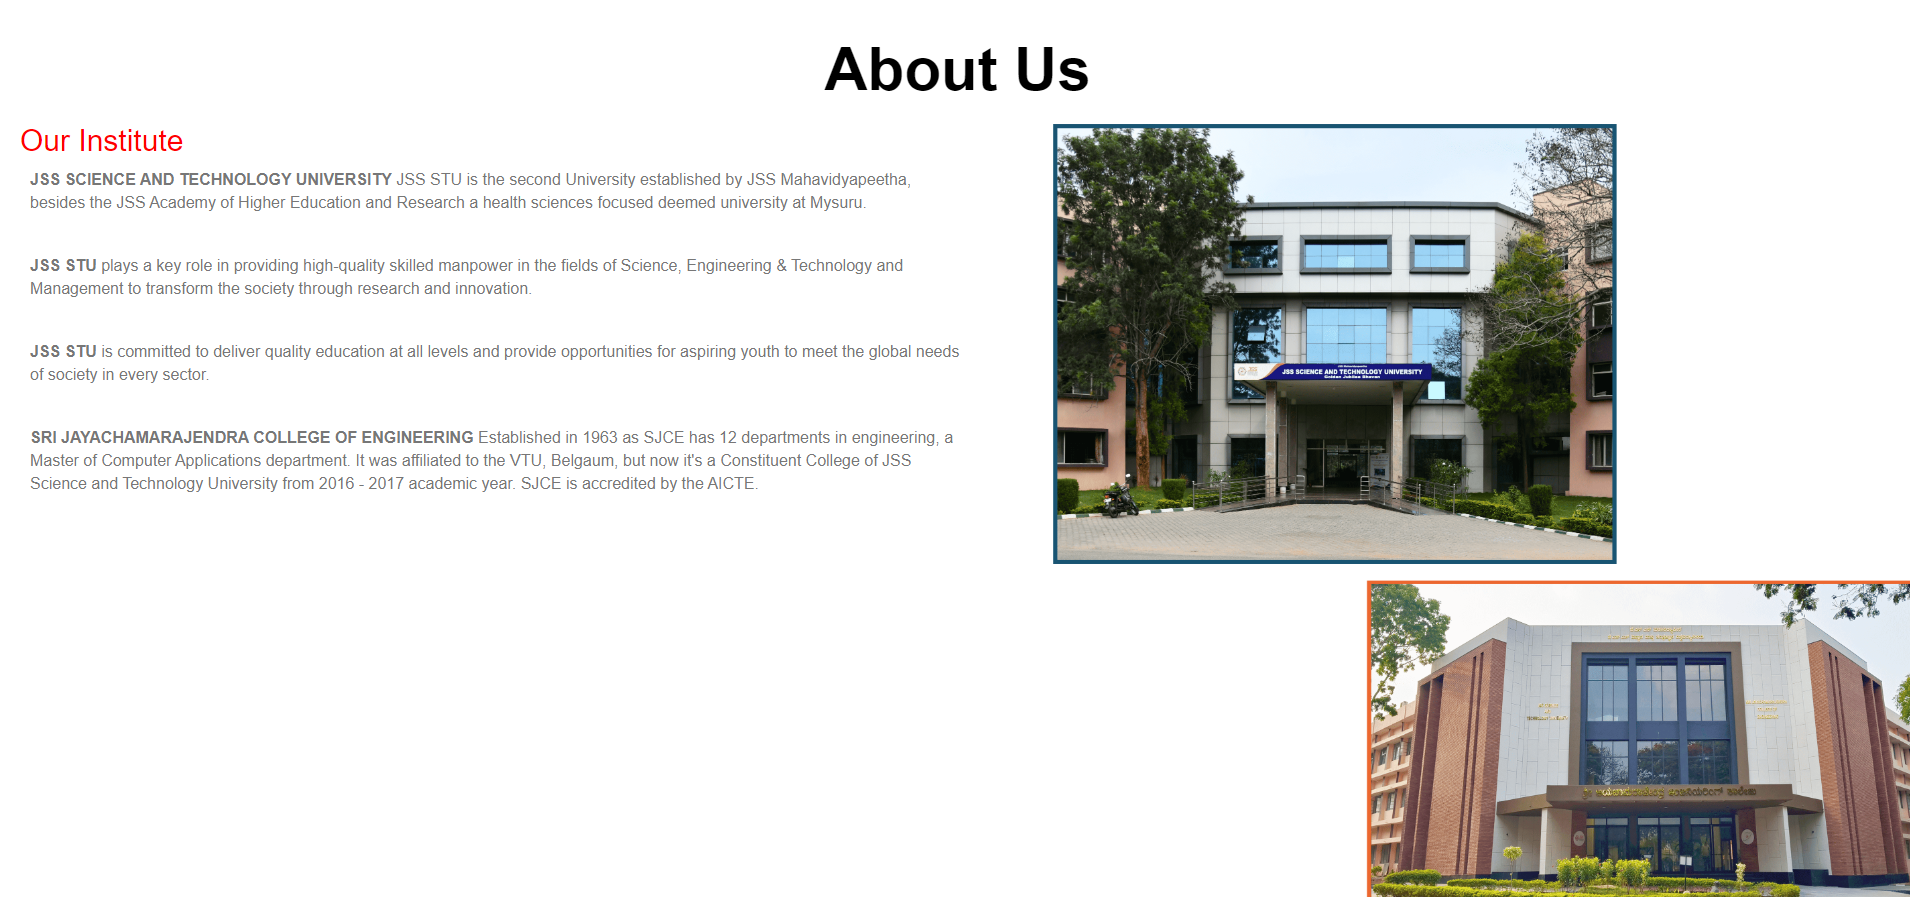 About Us
Our Institute
JSS SCIENCE AND TECHNOLOGY UNIVERSITY JSS STU is the second University established by JSS Mahavidyapeetha,
besides the JSS Academy of Higher Education and Research a health sciences focused deemed university at Mysuru.
JSS STU plays a key role in providing high-quality skilled manpower in the fields of Science, Engineering & Technology and
Management to transform the society through research and innovation.
JSS STU is committed to deliver quality education at all levels and provide opportunities for aspiring youth to meet the global needs
of society in every sector.
SRI JAYACHAMARAJENDRA COLLEGE OF ENGINEERING Established in 1963 as SJCE has 12 departments in engineering, a
Master of Computer Applications department. It was affiliated to the VTU, Belgaum, but now it's a Constituent College of JSS
Science and Technology University from 2016 - 2017 academic year. SJCE is accredited by the AICTE.
JSS SCIENCE AND TECHNOLOGY UNIVERSITY
Golden Jubilee Bhavan